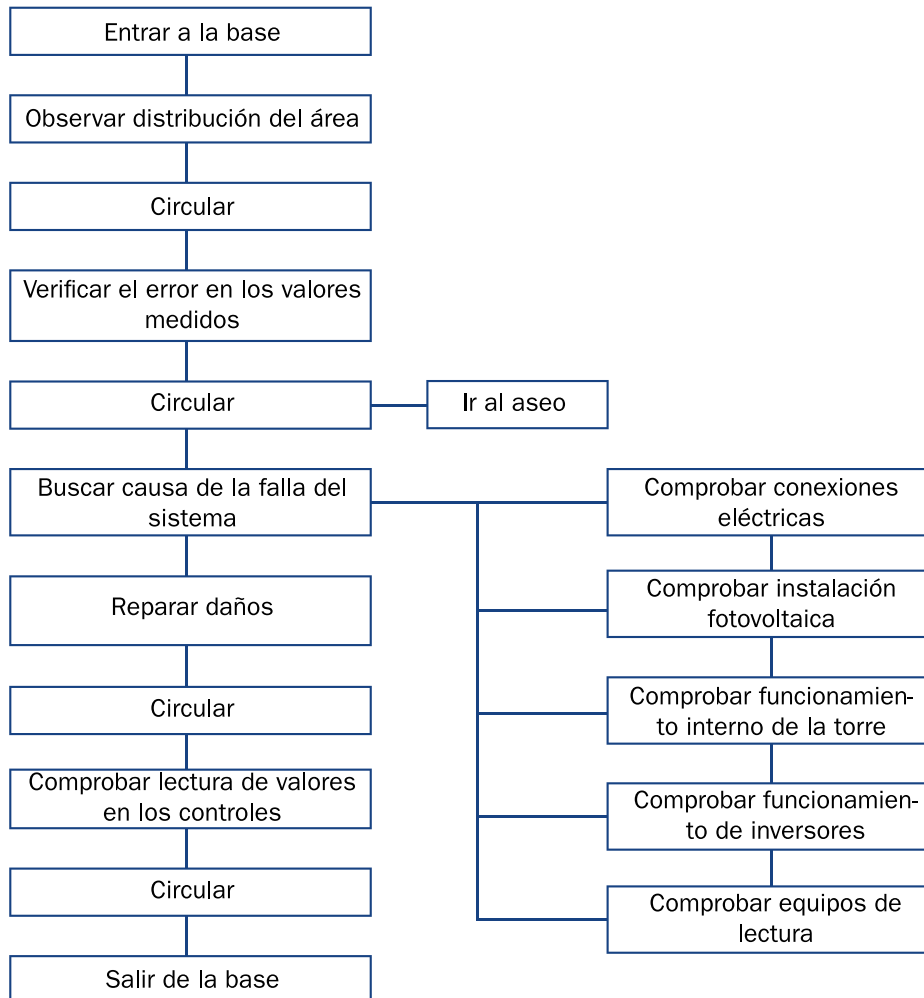 Entrar a la base
Observar distribución del área
Circular
Verificar el error en los valores
medidos
Circular
Ir al aseo
Buscar causa de la falla del
sistema
Comprobar conexiones
eléctricas
Reparar daños
Comprobar instalación
fotovoltaica
Circular
Comprobar funcionamien-
to interno de la torre
Comprobar lectura de valores
en los controles
Comprobar funcionamien-
to de inversores
Circular
Comprobar equipos de
lectura
Salir de la base